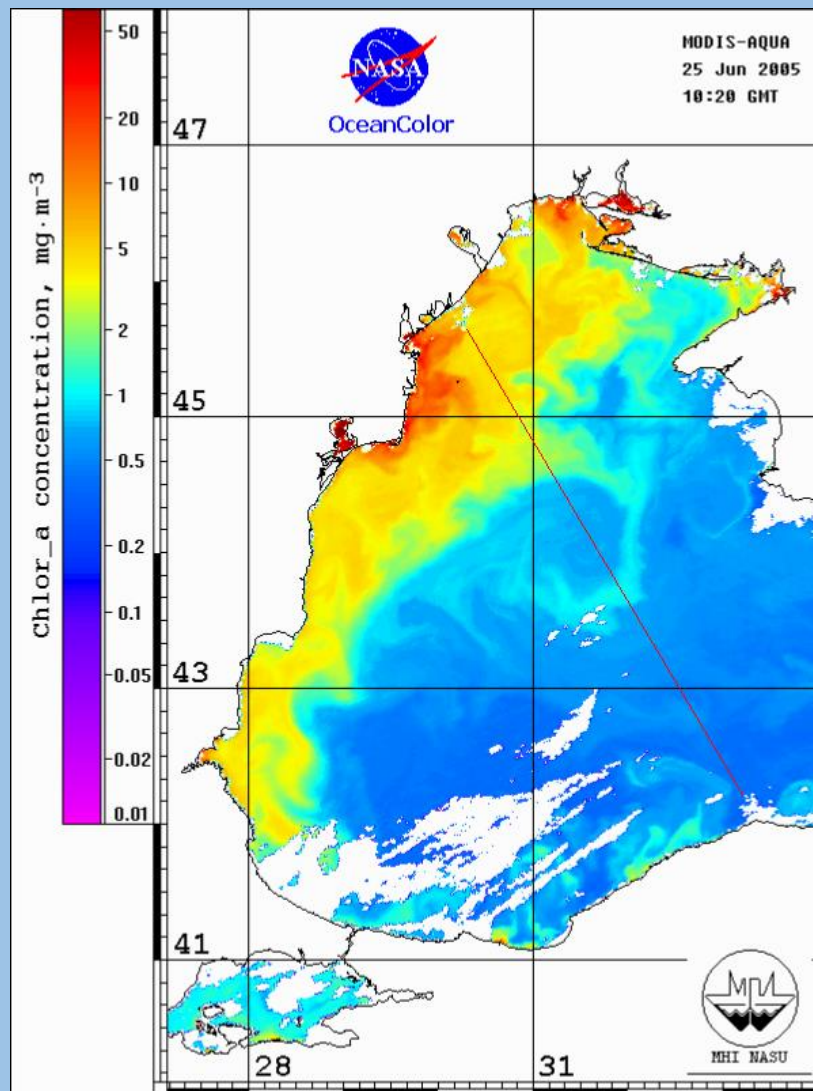 50
20
10
5
2
1
0.5
0.2
0.1
0.05
0.02
0.01
Chlor_a concentration, mg·m⁻³
NASA
OceanColor
MODIS-AQUA
25 Jun 2005
10:20 GMT
47
45
43
41
28
31
МГИ
MHI NASU